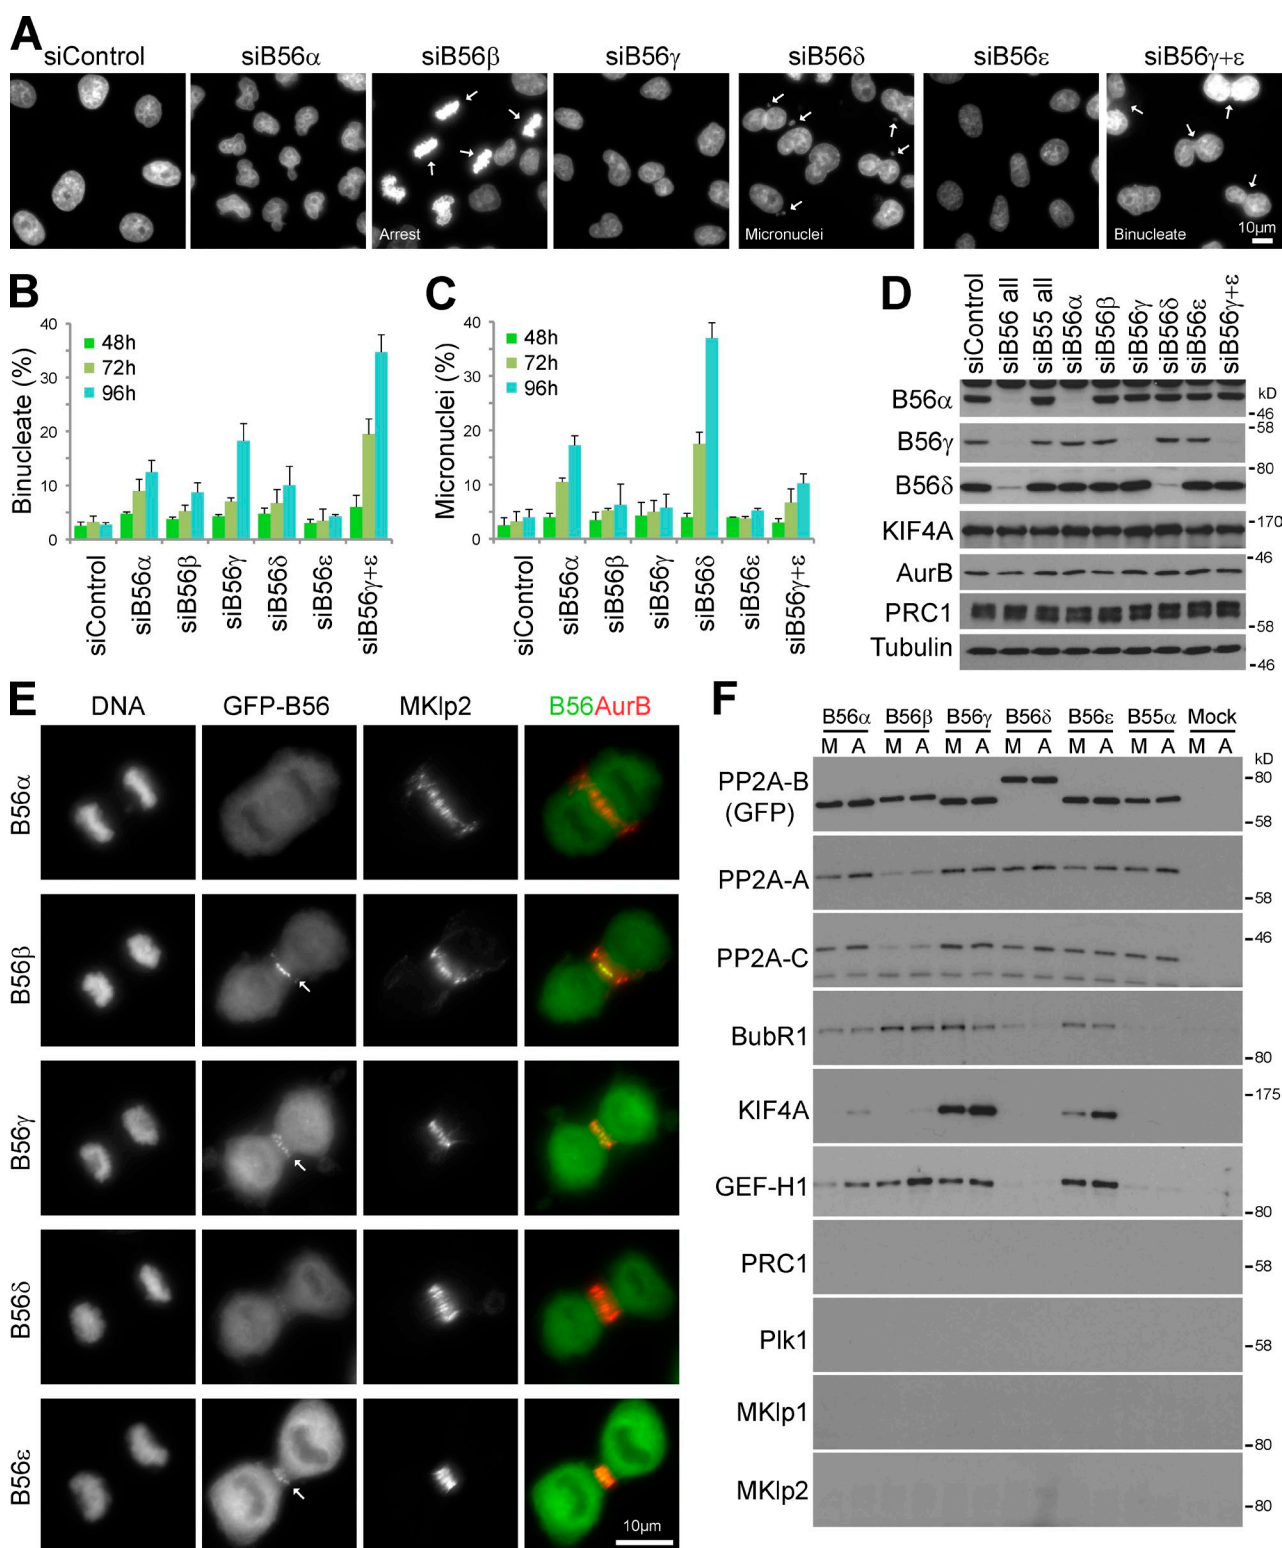 A
siControl siB56α siB56β siB56γ siB56δ siB56ε siB56γ+ε
Arrest Micronuclei Binucleate 10μm
B
Binucleate (%)
40
30
20
10
0
48h
72h
96h
siControl siB56α siB56β siB56γ siB56δ siB56ε siB56γ+ε
C
Micronuclei (%)
40
30
20
10
0
48h
72h
96h
siControl siB56α siB56β siB56γ siB56δ siB56ε siB56γ+ε
D
siControl siB56 all siB55 all siB56α siB56β siB56γ siB56δ siB56ε siB56γ+ε
kD
B56α -46
-58
B56γ
-80
B56δ
-170
KIF4A
-46
AurB
PRC1
-58
Tubulin
-46
E
DNA GFP-B56 MKlp2 B56AurB
B56α
B56β
B56γ
B56δ
B56ε
10μm
F
B56α B56β B56γ B56δ B56ε B55α Mock
M A M A M A M A M A M A M A
kD
PP2A-B -80
(GFP) -58
PP2A-A
-58
-46
PP2A-C
BubR1
-80
-175
KIF4A
GEF-H1
-80
PRC1 -58
Plk1 -58
MKlp1
-80
MKlp2
-80